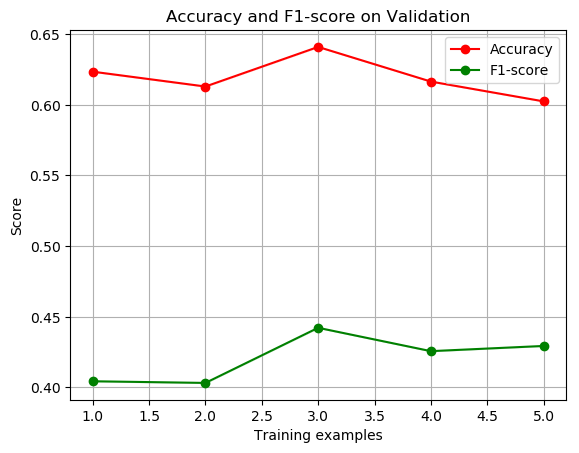 Accuracy and F1-score on Validation
Accuracy
F1-score
Score
0.65
0.60
0.55
0.50
0.45
0.40
1.0 1.5 2.0 2.5 3.0 3.5 4.0 4.5 5.0
Training examples